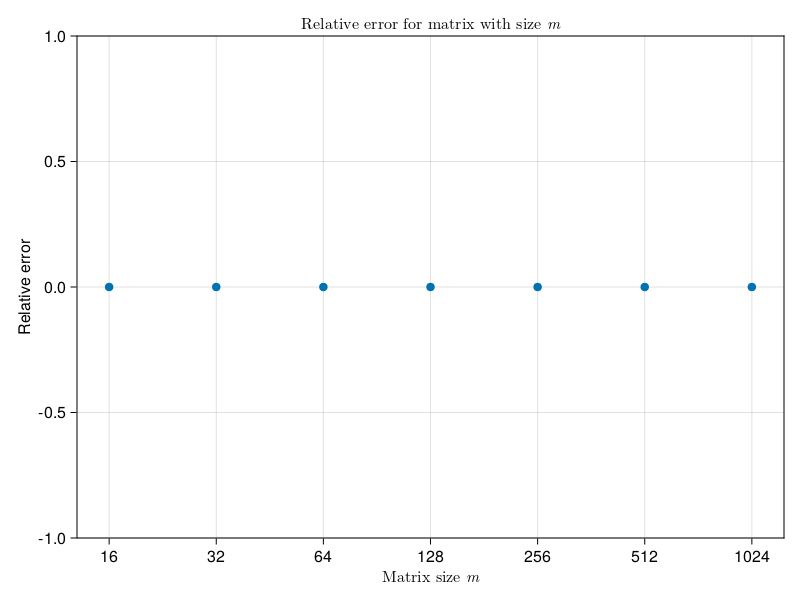 Relative error for matrix with size m
1.0
0.5
0.0
-0.5
-1.0
Relative error
16 32 64 128 256 512 1024
Matrix size m